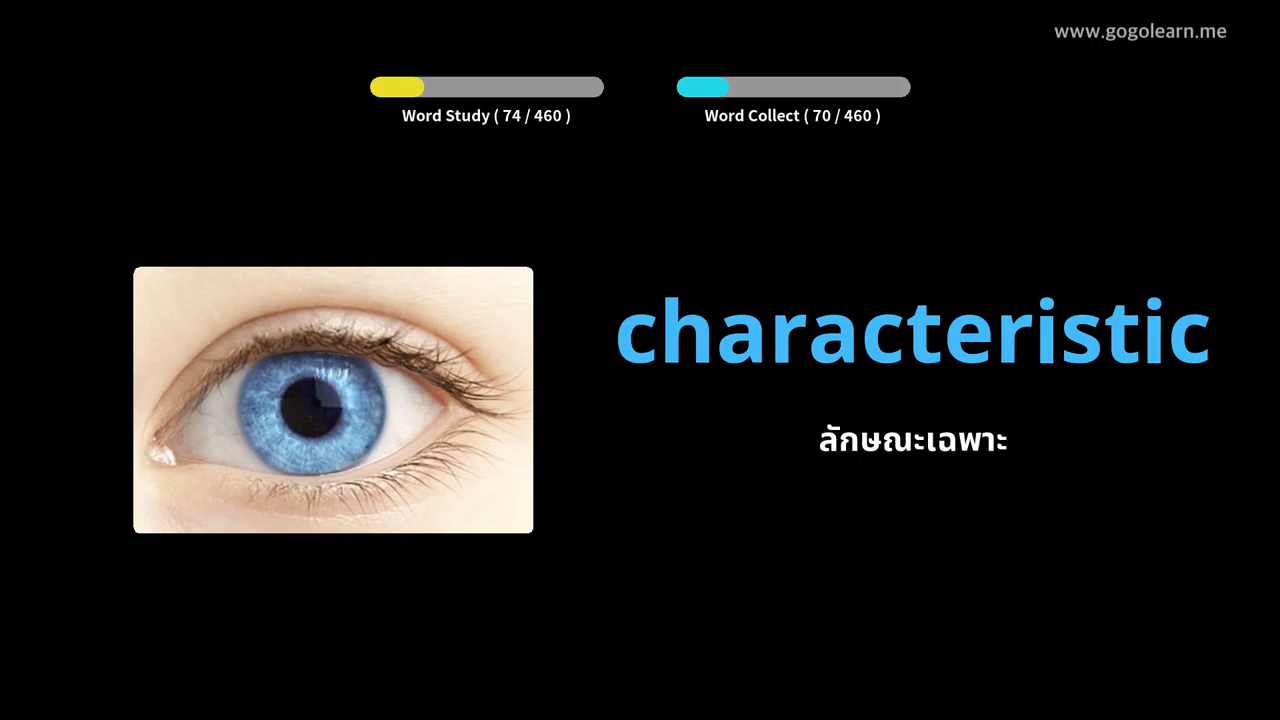 www.gogolearn.me
Word Study ( 74 / 460 )
Word Collect ( 70 / 460 )
characteristic
ลักษณะเฉพาะ